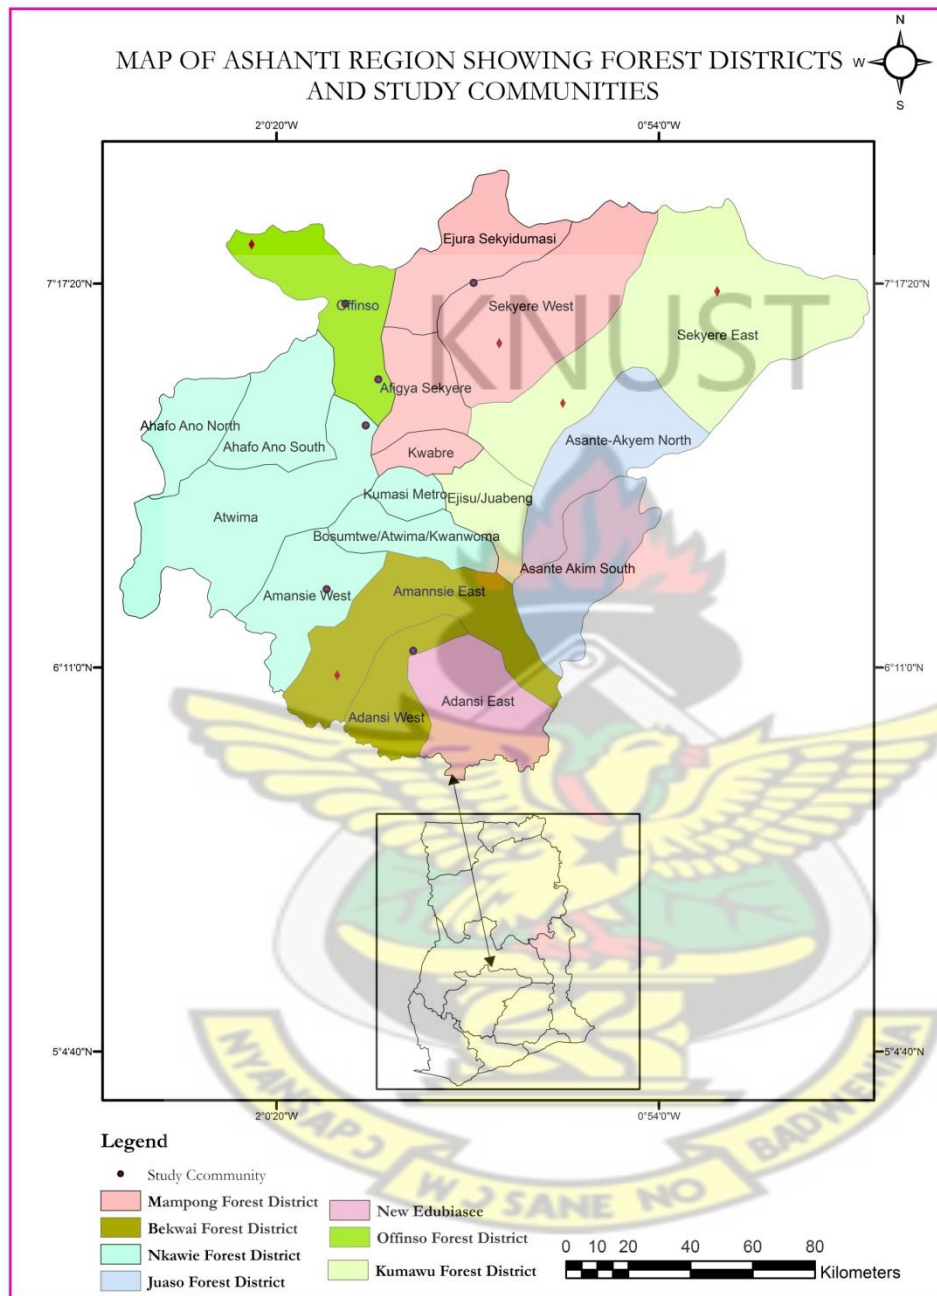 MAP OF ASHANTI REGION SHOWING FOREST DISTRICTS
AND STUDY COMMUNITIES
N
W
E
S
2°0'20"W
0°54'0"W
7°17'20"N
7°17'20"N
Ejura Sekyidumasi
Offinso
Sekyere West
KNUST
Sekyere East
Afigya Sekyere
Ahafo Ano North
Ahafo Ano South
Kwabre
Asante-Akyem North
Kumasi Metro
Ejisu/Juabeng
Atwima
Bosumtwe/Atwima/Kwanwoma
Asante Akim South
Amansie West
Amannsie East
6°11'0"N
6°11'0"N
Adansi East
Adansi West
5°4'40"N
5°4'40"N
NYANSAPƆ
WƆSANE NO
BADWENMA
2°0'20"W
0°54'0"W
Legend
Study Ccommunity
Mampong Forest District
Bekwai Forest District
Nkawie Forest District
Juaso Forest District
New Edubiasee
Offinso Forest District
Kumawu Forest District
0 10 20 40 60 80
Kilometers